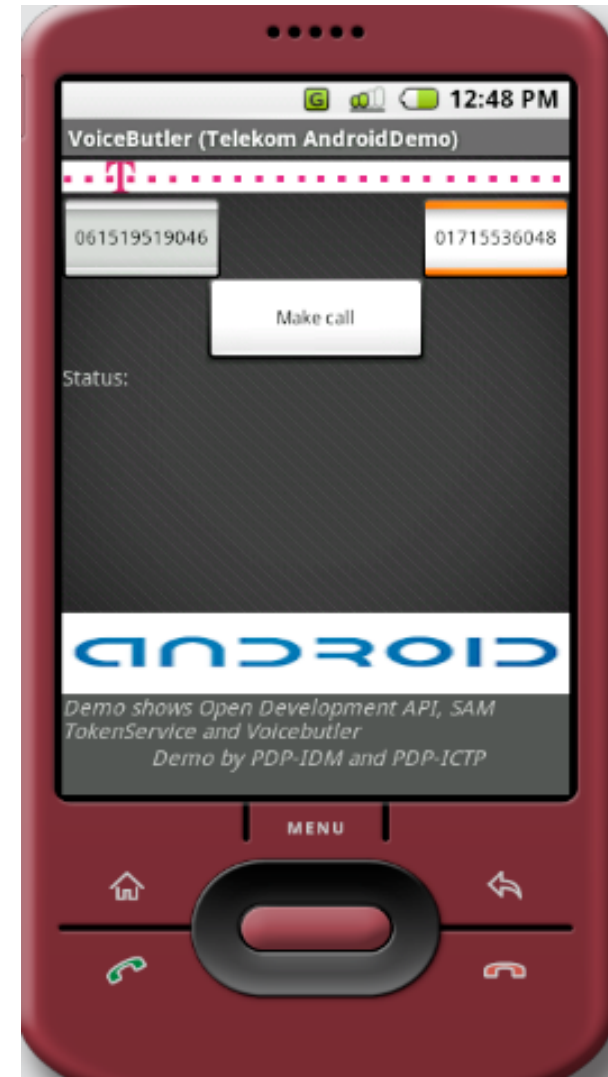 G 12:48 PM
VoiceButler (Telekom AndroidDemo)
T
061519519046 01715536048
Make call
Status:
ANDROID
Demo shows Open Development API, SAM
TokenService and Voicebutler
Demo by PDP-IDM and PDP-ICTP
MENU